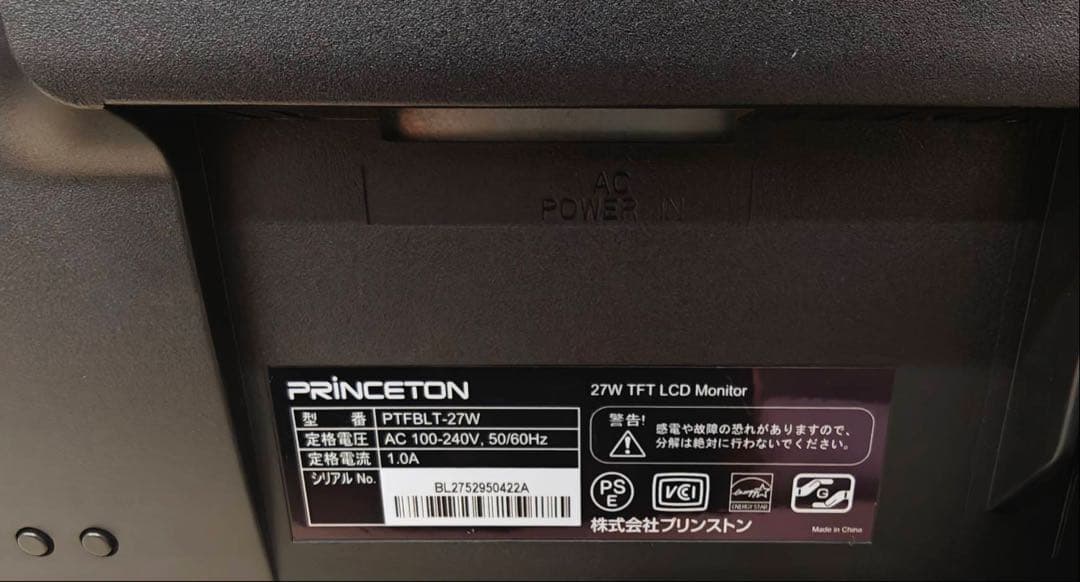 AC
POWER IN
PRINCETON
27W TFT LCD Monitor
型 番 PTFBLT-27W
定格電圧 AC 100-240V, 50/60Hz
定格電流 1.0A
シリアル No. BL2752950422A
警告!
感電や故障の恐れがありますので、
分解は絶対に行わないでください。
PS
E
VCI
ENERGY STAR
G
株式会社プリンストン
Made in China